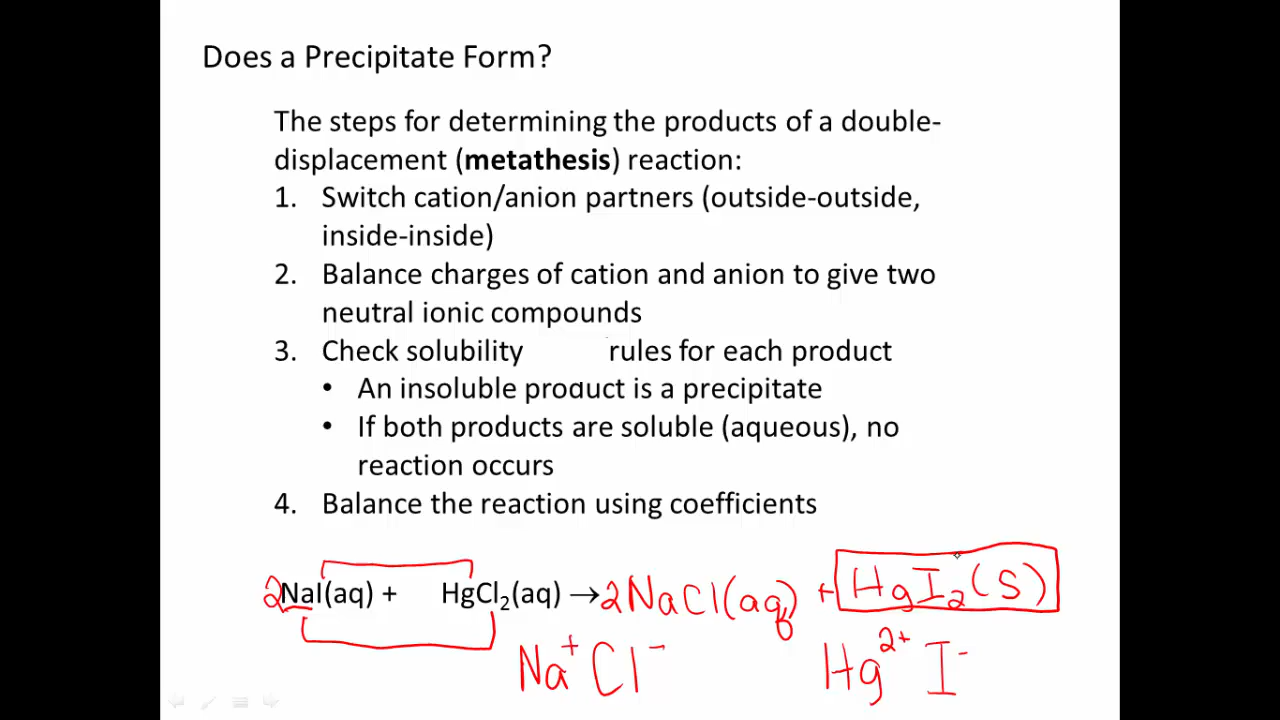 Does a Precipitate Form?
The steps for determining the products of a double-
displacement (metathesis) reaction:
1. Switch cation/anion partners (outside-outside,
inside-inside)
2. Balance charges of cation and anion to give two
neutral ionic compounds
3. Check solubility rules for each product
• An insoluble product is a precipitate
• If both products are soluble (aqueous), no
reaction occurs
4. Balance the reaction using coefficients
2NaI(aq) + HgCl₂(aq) → 2NaCl(aq) + HgI₂(s)
Na⁺ Cl⁻ Hg²⁺ I⁻